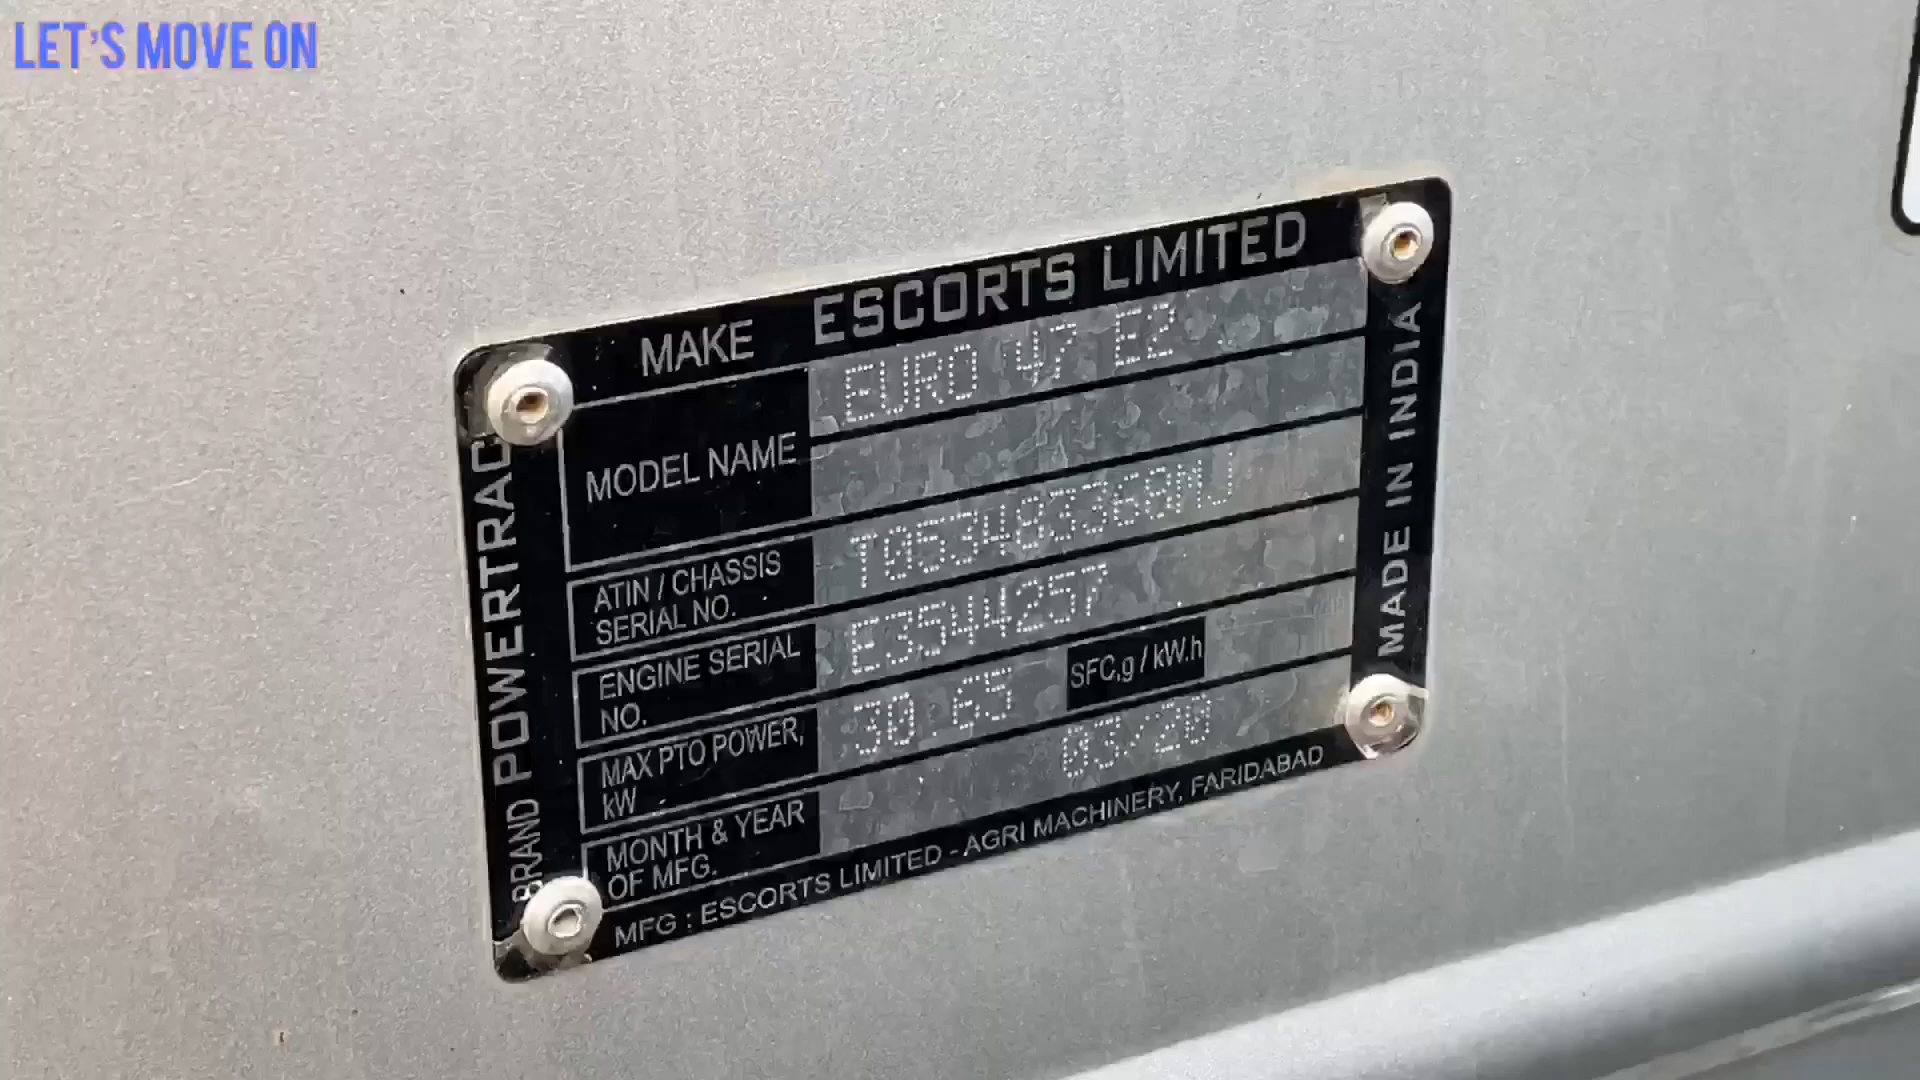 LET'S MOVE ON
MAKE ESCORTS LIMITED
MODEL NAME EURO 47 E2
ATIN / CHASSIS
SERIAL NO. T053483368MJ
ENGINE SERIAL
NO. E3544257
MAX PTO POWER,
kW 30.65 SFC,g / kW.h
MONTH & YEAR
OF MFG. 03/20
MFG : ESCORTS LIMITED - AGRI MACHINERY, FARIDABAD
BRAND POWERTRAC
MADE IN INDIA